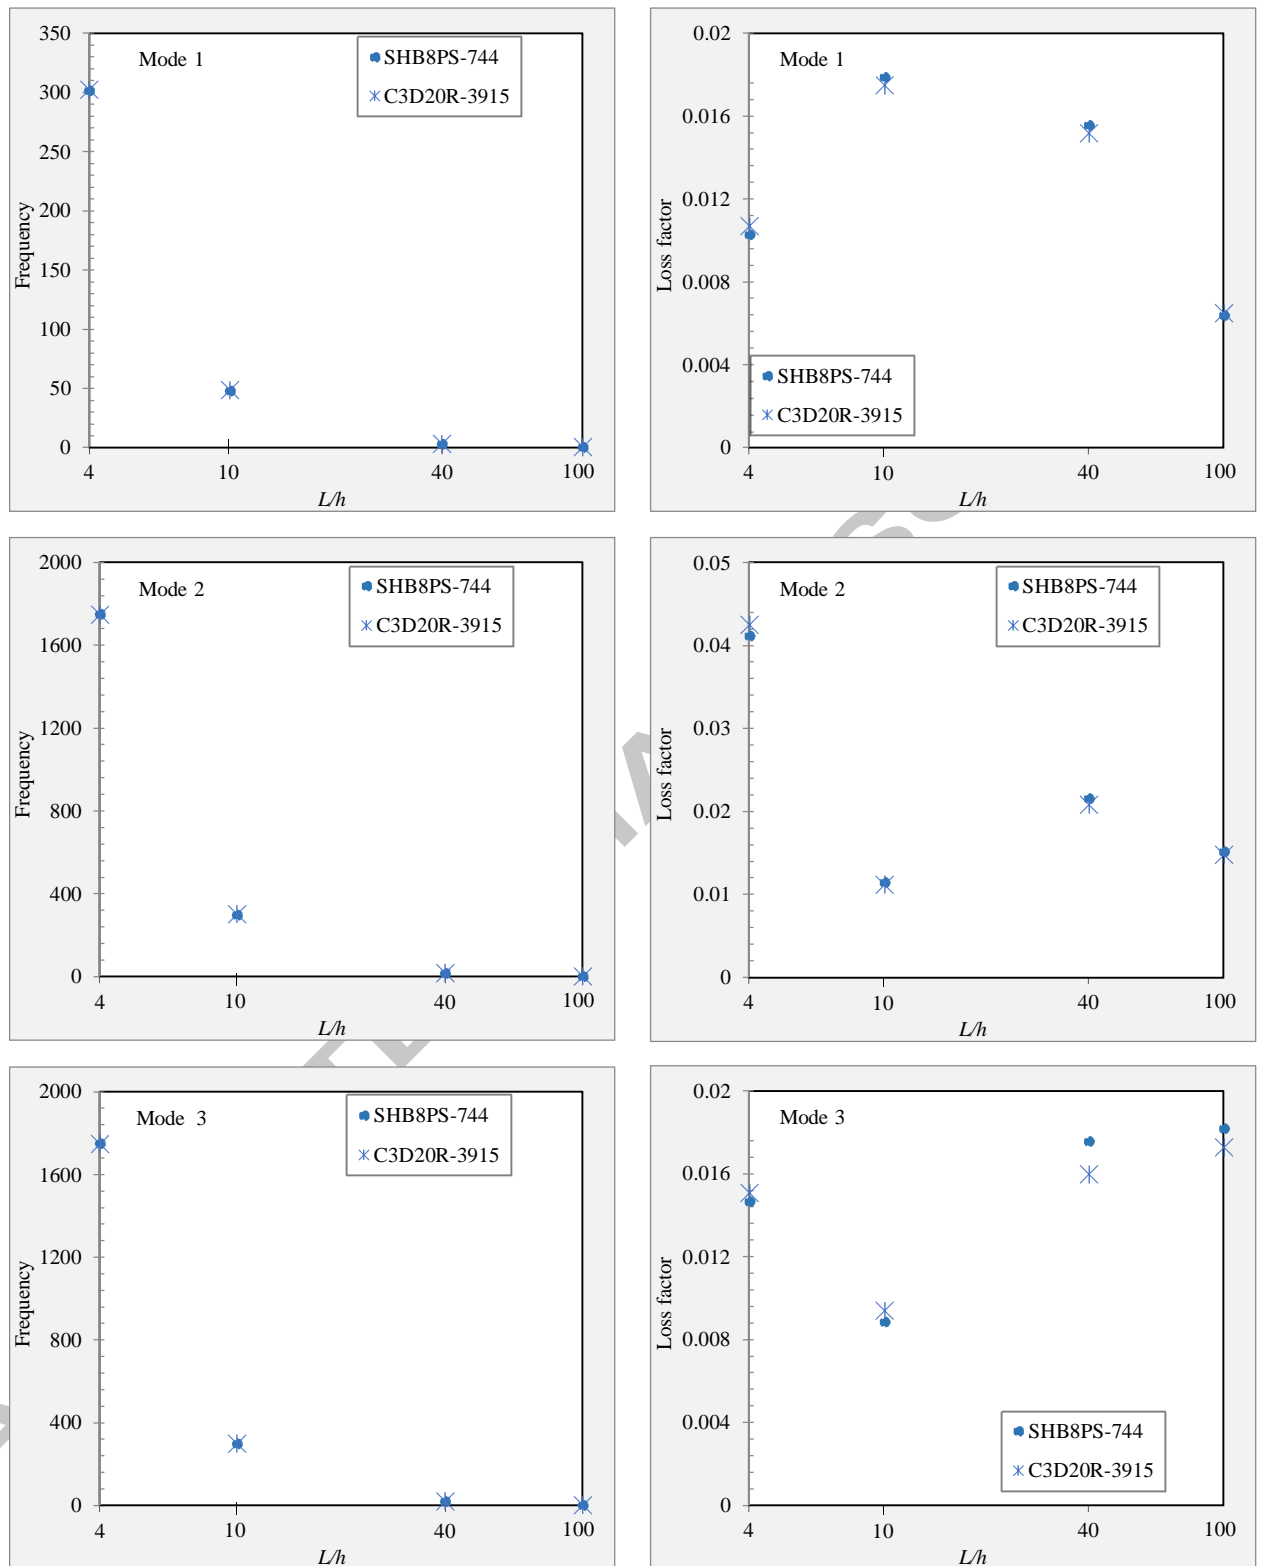 Mode 1
SHB8PS-744
C3D20R-3915
350
300
250
200
150
100
50
0
Frequency
4 10 40 100
L/h
Mode 1
SHB8PS-744
C3D20R-3915
0.02
0.016
0.012
0.008
0.004
0
Loss factor
4 10 40 100
L/h
Mode 2
SHB8PS-744
C3D20R-3915
2000
1600
1200
800
400
0
Frequency
4 10 40 100
L/h
Mode 2
SHB8PS-744
C3D20R-3915
0.05
0.04
0.03
0.02
0.01
0
Loss factor
4 10 40 100
L/h
Mode 3
SHB8PS-744
C3D20R-3915
2000
1600
1200
800
400
0
Frequency
4 10 40 100
L/h
Mode 3
SHB8PS-744
C3D20R-3915
0.02
0.016
0.012
0.008
0.004
0
Loss factor
4 10 40 100
L/h